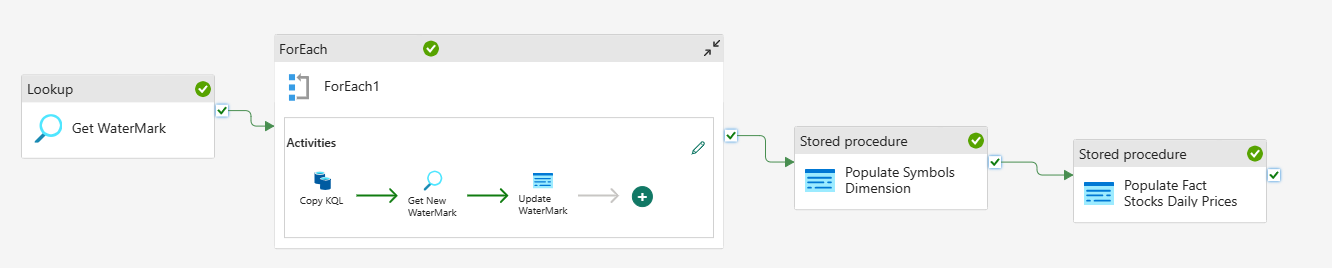 Lookup
Get WaterMark
ForEach
ForEach1
Activities
Copy KQL
Get New
WaterMark
Update
WaterMark
Stored procedure
Populate Symbols
Dimension
Stored procedure
Populate Fact
Stocks Daily Prices